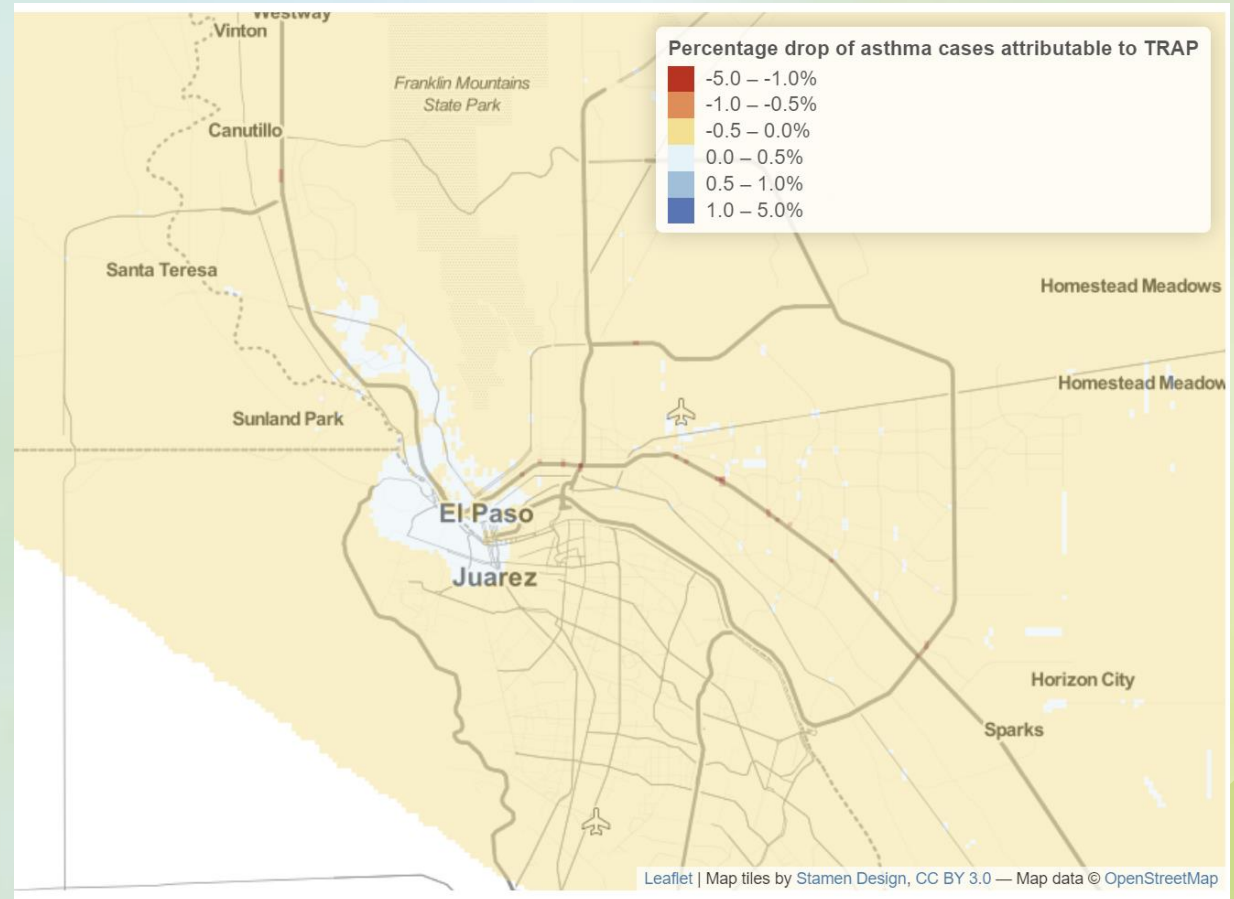 Westway
Vinton
Franklin Mountains
State Park
Canutillo
Santa Teresa
Sunland Park
El Paso
Juarez
Percentage drop of asthma cases attributable to TRAP
-5.0 – -1.0%
-1.0 – -0.5%
-0.5 – 0.0%
0.0 – 0.5%
0.5 – 1.0%
1.0 – 5.0%
Homestead Meadows
Homestead Meadow
Horizon City
Sparks
Leaflet | Map tiles by Stamen Design, CC BY 3.0 — Map data © OpenStreetMap